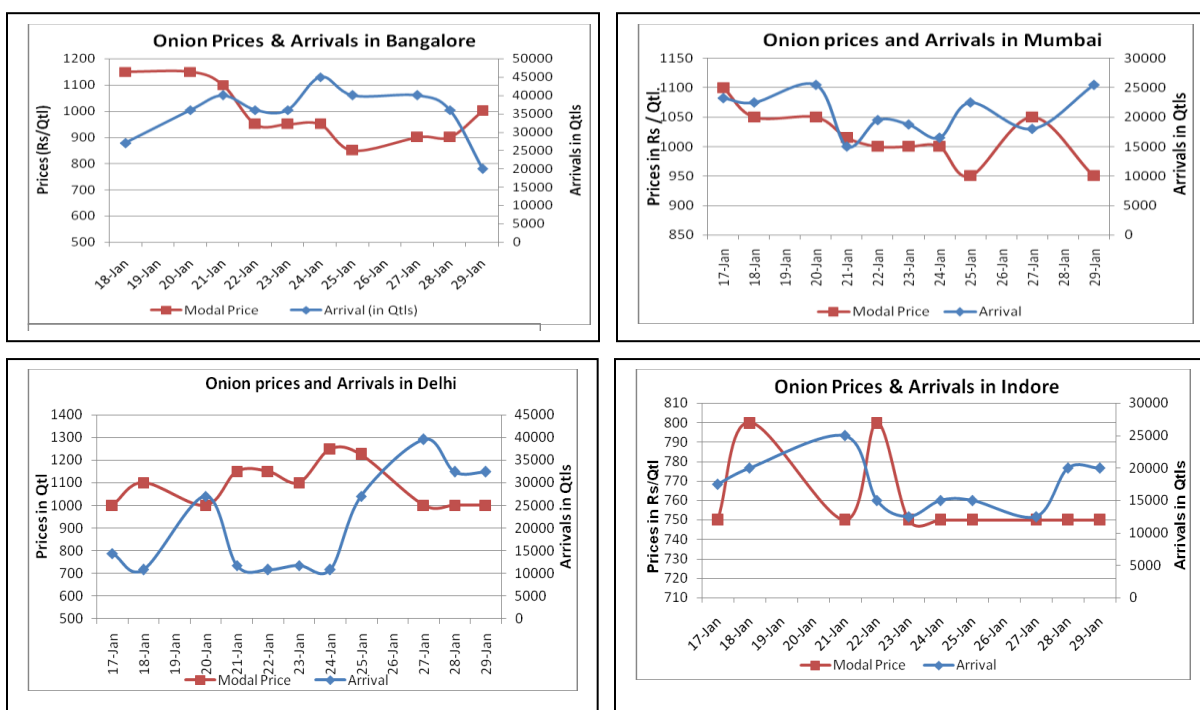 Onion Prices & Arrivals in Bangalore
Prices (Rs/Qtl)
1200
1100
1000
900
800
700
600
500
50000
45000
40000
35000
30000
25000
20000
15000
10000
5000
0
Arrivals in Qtls
18-Jan
19-Jan
20-Jan
21-Jan
22-Jan
23-Jan
24-Jan
25-Jan
26-Jan
27-Jan
28-Jan
29-Jan
Modal Price
Arrival (in Qtls)
Onion prices and Arrivals in Mumbai
Prices in Rs / Qtl.
1150
1100
1050
1000
950
900
850
30000
25000
20000
15000
10000
5000
0
Arrivals in Qtls
17-Jan
18-Jan
19-Jan
20-Jan
21-Jan
22-Jan
23-Jan
24-Jan
25-Jan
26-Jan
27-Jan
28-Jan
29-Jan
Modal Price
Arrival
Onion prices and Arrivals in Delhi
Prices in Qtl
1400
1300
1200
1100
1000
900
800
700
600
500
45000
40000
35000
30000
25000
20000
15000
10000
5000
0
Arrivals in Qtls
17-Jan
18-Jan
19-Jan
20-Jan
21-Jan
22-Jan
23-Jan
24-Jan
25-Jan
26-Jan
27-Jan
28-Jan
29-Jan
Modal Price
Arrival
Onion Prices & Arrivals in Indore
Prices in Rs/Qtl
810
800
790
780
770
760
750
740
730
720
710
30000
25000
20000
15000
10000
5000
0
Arrivals in Qtls
17-Jan
18-Jan
19-Jan
20-Jan
21-Jan
22-Jan
23-Jan
24-Jan
25-Jan
26-Jan
27-Jan
28-Jan
29-Jan
Modal Price
Arrival